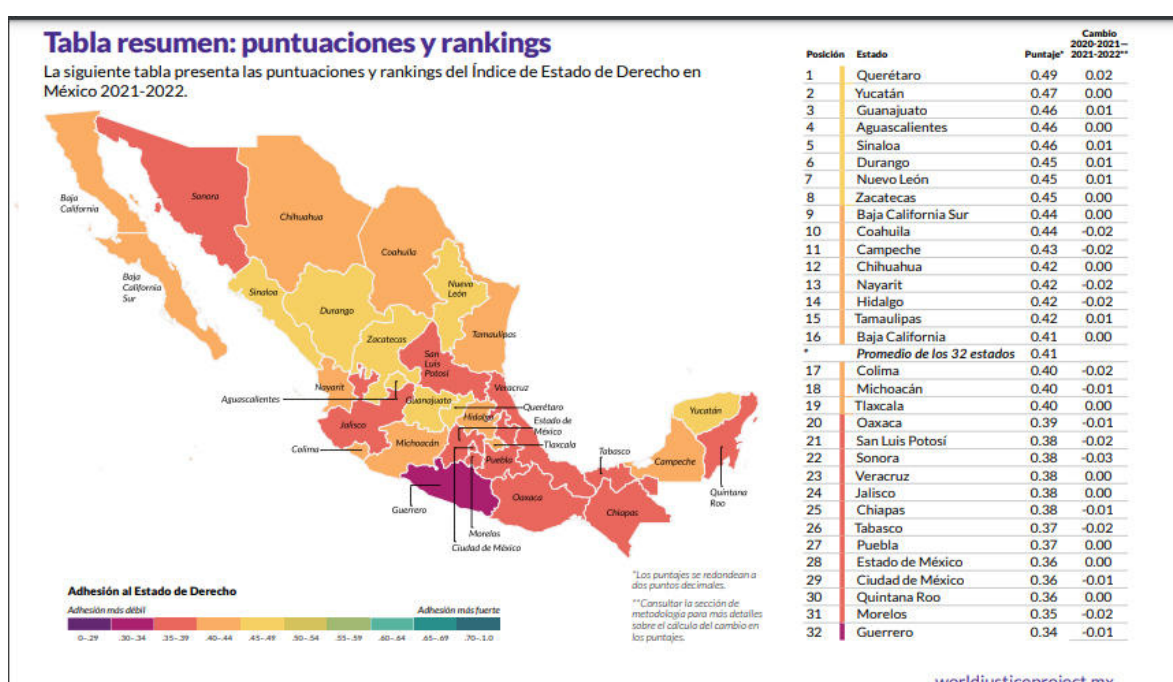 Tabla resumen: puntuaciones y rankings
La siguiente tabla presenta las puntuaciones y rankings del Índice de Estado de Derecho en
México 2021-2022.
Baja
California
Sonora
Chihuahua
Coahuila
Baja
California
Sur
Sinaloa
Durango
Nuevo
León
Zacatecas
Tamaulipas
San
Luis
Potosí
Nayarit
Aguascalientes
Guanajuato
Veracruz
Querétaro
Hidalgo
Estado de
México
Jalisco
Tlaxcala
Colima
Michoacán
Puebla
Tabasco
Yucatán
Campeche
Quintana
Roo
Guerrero
Oaxaca
Chiapas
Morelos
Ciudad de México
Adhesión al Estado de Derecho
Adhesión más débil Adhesión más fuerte
0-.29 .30-.34 .35-.39 .40-.44 .45-.49 .50-.54 .55-.59 .60-.64 .65-.69 .70-1.0
*Los puntajes se redondean a
dos puntos decimales.
**Consultar la sección de
metodología para más detalles
sobre el cálculo del cambio en
los puntajes.
Posición Estado Puntaje* Cambio 2020-2021— 2021-2022**
1 Querétaro 0.49 0.02
2 Yucatán 0.47 0.00
3 Guanajuato 0.46 0.01
4 Aguascalientes 0.46 0.00
5 Sinaloa 0.46 0.01
6 Durango 0.45 0.01
7 Nuevo León 0.45 0.01
8 Zacatecas 0.45 0.00
9 Baja California Sur 0.44 0.00
10 Coahuila 0.44 -0.02
11 Campeche 0.43 -0.02
12 Chihuahua 0.42 0.00
13 Nayarit 0.42 -0.02
14 Hidalgo 0.42 -0.02
15 Tamaulipas 0.42 0.01
16 Baja California 0.41 0.00
* Promedio de los 32 estados 0.41
17 Colima 0.40 -0.02
18 Michoacán 0.40 -0.01
19 Tlaxcala 0.40 0.00
20 Oaxaca 0.39 -0.01
21 San Luis Potosí 0.38 -0.02
22 Sonora 0.38 -0.03
23 Veracruz 0.38 0.00
24 Jalisco 0.38 0.00
25 Chiapas 0.38 -0.01
26 Tabasco 0.37 -0.02
27 Puebla 0.37 0.00
28 Estado de México 0.36 0.00
29 Ciudad de México 0.36 -0.01
30 Quintana Roo 0.36 0.00
31 Morelos 0.35 -0.02
32 Guerrero 0.34 -0.01
worldjusticeproject.mx